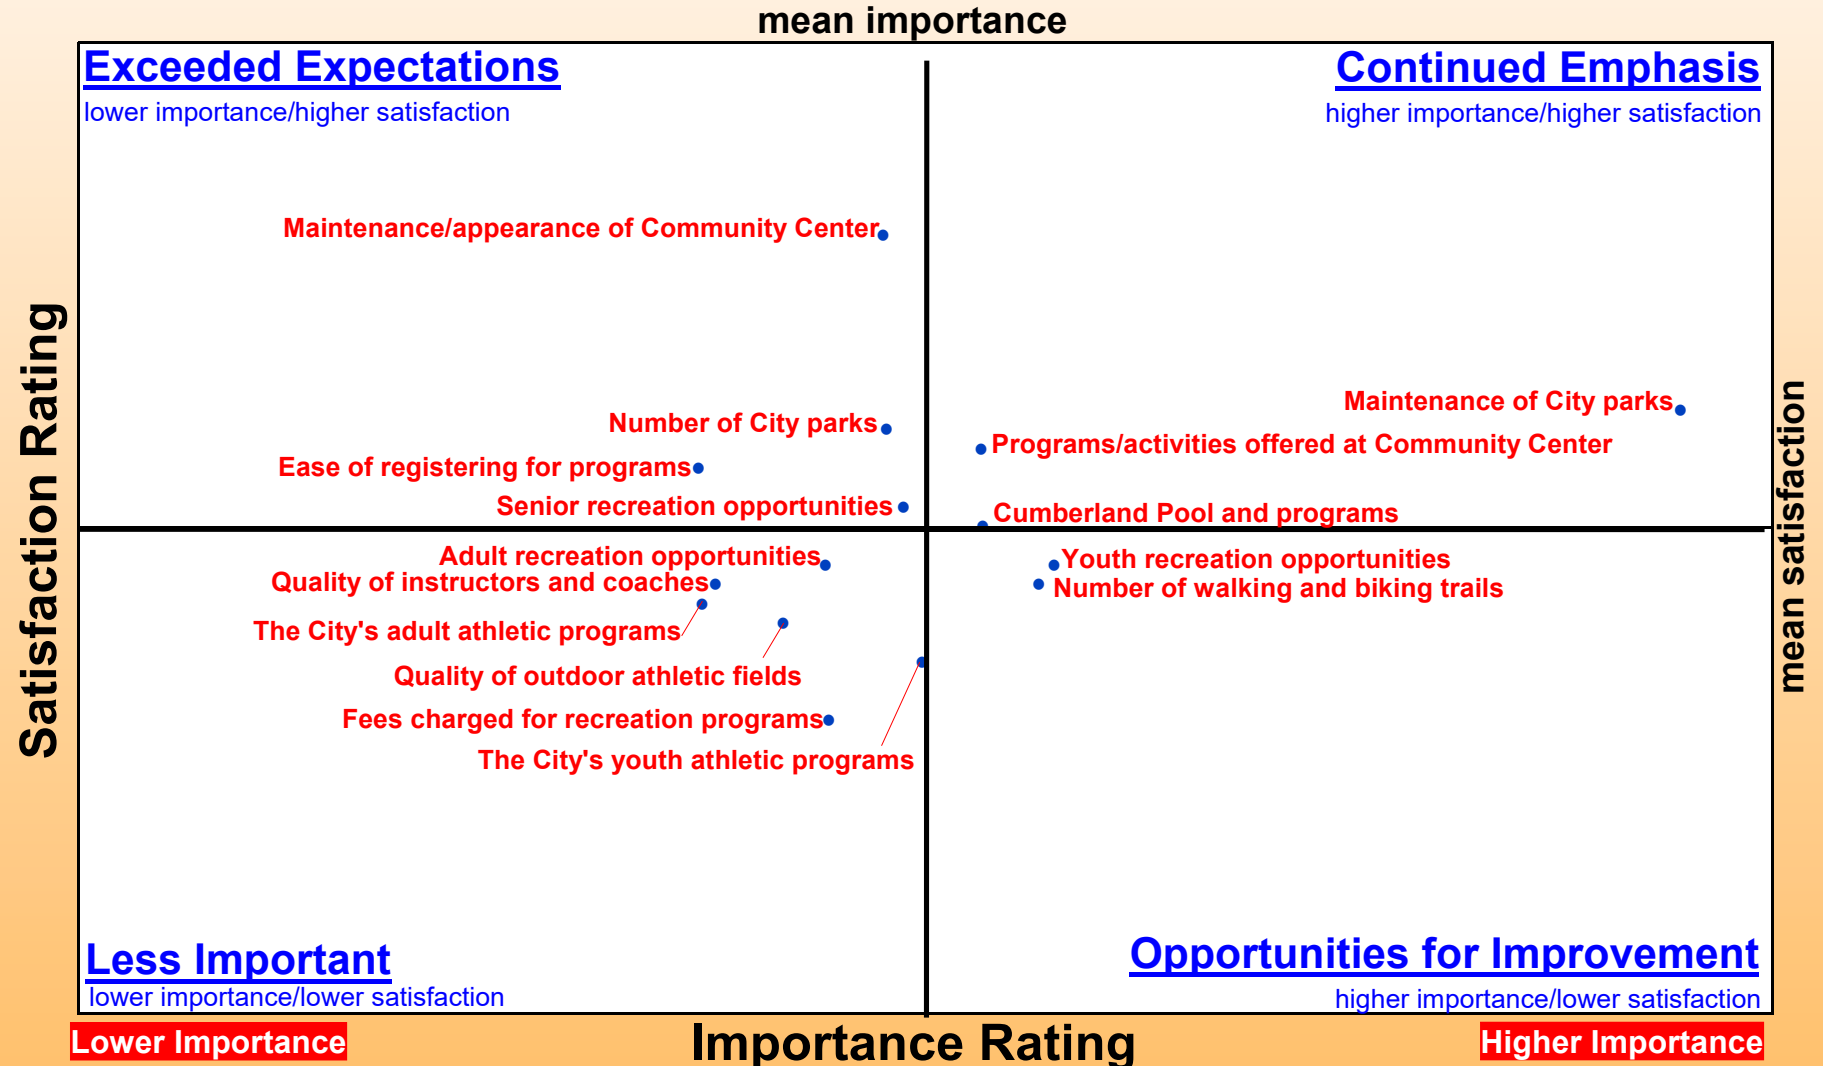 mean importance
Exceeded Expectations
lower importance/higher satisfaction
Continued Emphasis
higher importance/higher satisfaction
Maintenance/appearance of Community Center
Number of City parks
Ease of registering for programs
Senior recreation opportunities
Maintenance of City parks
Programs/activities offered at Community Center
Cumberland Pool and programs
Satisfaction Rating
mean satisfaction
Adult recreation opportunities
Quality of instructors and coaches
The City's adult athletic programs
Quality of outdoor athletic fields
Fees charged for recreation programs
The City's youth athletic programs
Youth recreation opportunities
Number of walking and biking trails
Less Important
lower importance/lower satisfaction
Opportunities for Improvement
higher importance/lower satisfaction
Lower Importance
Importance Rating
Higher Importance